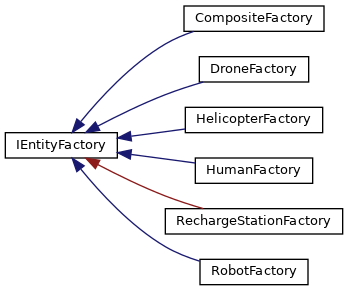 CompositeFactory
DroneFactory
HelicopterFactory
IEntityFactory
HumanFactory
RechargeStationFactory
RobotFactory